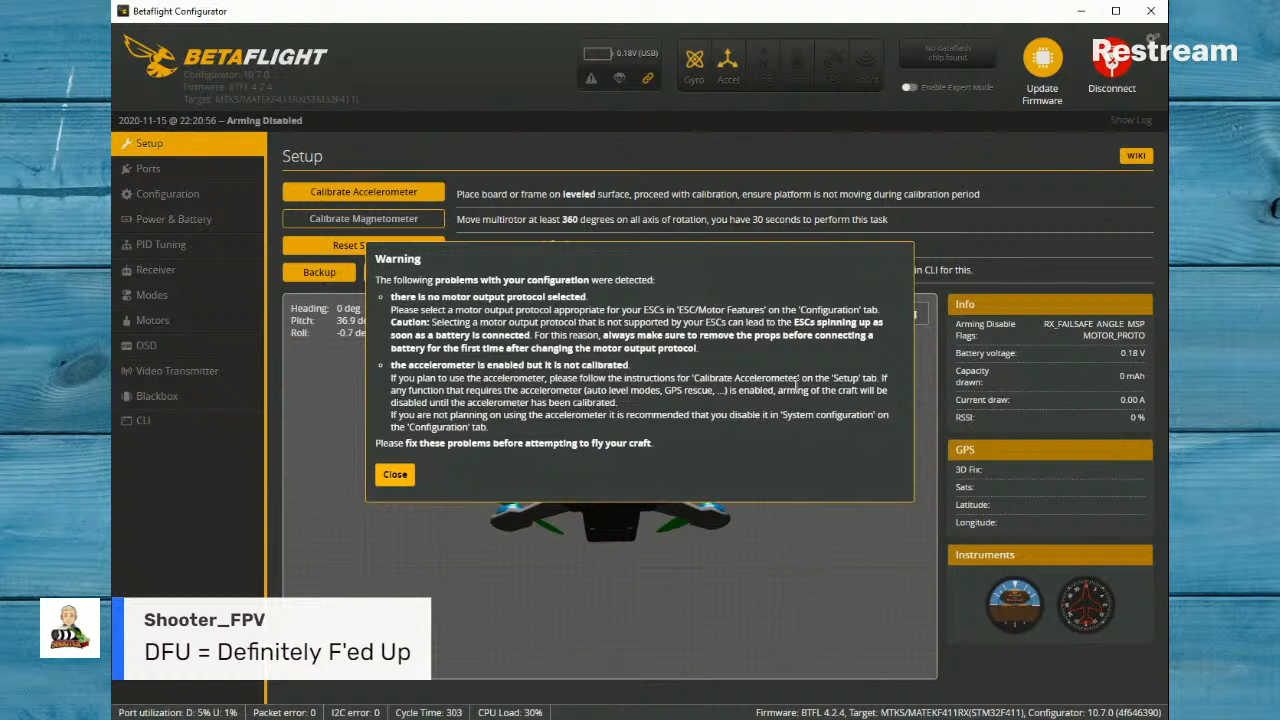 Betaflight Configurator
BETAFLIGHT
Configurator: 10.7.0
Firmware: BTFL 4.2.4
Target: MTKS/MATEKF411RX(STM32F411)
0.18V (USB)
Gyro
Accel
No dataflash
chip found.
Enable Expert Mode
Restream
Update
Firmware
Disconnect
2020-11-15 @ 22:20:56 -- Arming Disabled
Show Log
Setup
Ports
Configuration
Power & Battery
PID Tuning
Receiver
Modes
Motors
OSD
Video Transmitter
Blackbox
CLI
Setup
WIKI
Calibrate Accelerometer
Place board or frame on leveled surface, proceed with calibration, ensure platform is not moving during calibration period
Calibrate Magnetometer
Move multirotor at least 360 degrees on all axis of rotation, you have 30 seconds to perform this task
Reset S
Backup
in CLI for this.
Heading: 0 deg
Pitch: 36.9 d
Roll: -0.7 de
Warning
The following problems with your configuration were detected:
there is no motor output protocol selected.
Please select a motor output protocol appropriate for your ESCs in 'ESC/Motor Features' on the 'Configuration' tab.
Caution: Selecting a motor output protocol that is not supported by your ESCs can lead to the ESCs spinning up as
soon as a battery is connected. For this reason, always make sure to remove the props before connecting a
battery for the first time after changing the motor output protocol.
the accelerometer is enabled but it is not calibrated.
If you plan to use the accelerometer, please follow the instructions for 'Calibrate Accelerometer' on the 'Setup' tab. If
any function that requires the accelerometer (auto level modes, GPS rescue, ...) is enabled, arming of the craft will be
disabled until the accelerometer has been calibrated.
If you are not planning on using the accelerometer it is recommended that you disable it in 'System configuration' on
the 'Configuration' tab.
Please fix these problems before attempting to fly your craft.
Close
Info
Arming Disable
Flags:
RX_FAILSAFE ANGLE MSP
MOTOR_PROTO
Battery voltage: 0.18 V
Capacity
drawn:
0 mAh
Current draw: 0.00 A
RSSI: 0 %
GPS
3D Fix:
Sats:
Latitude:
Longitude:
Instruments
Shooter_FPV
DFU = Definitely F'ed Up
Port utilization: D: 5% U: 1%
Packet error: 0
I2C error: 0
Cycle Time: 303
CPU Load: 30%
Firmware: BTFL 4.2.4, Target: MTKS/MATEKF411RX(STM32F411), Configurator: 10.7.0 (4f646390)